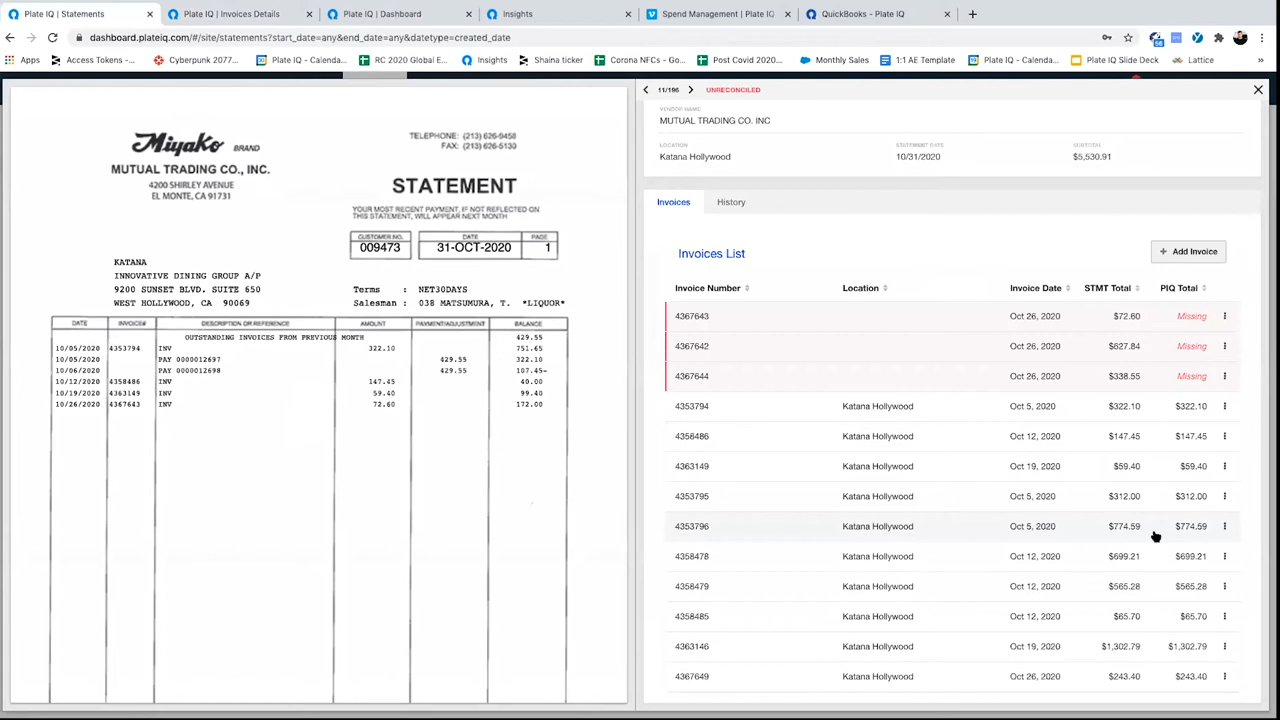 Plate IQ | Statements
Plate IQ | Invoices Details
Plate IQ | Dashboard
Insights
Spend Management | Plate IQ
QuickBooks - Plate IQ
dashboard.plateiq.com/#/site/statements?start_date=any&end_date=any&datetype=created_date
Apps
Access Tokens -...
Cyberpunk 2077...
Plate IQ - Calenda...
RC 2020 Global E...
Insights
Shaina ticker
Corona NFCs - Go...
Post Covid 2020...
Monthly Sales
1:1 AE Template
Plate IQ - Calenda...
Plate IQ Slide Deck
Lattice
»
Miyako BRAND
MUTUAL TRADING CO., INC.
4200 SHIRLEY AVENUE
EL MONTE, CA 91731
TELEPHONE: (213) 626-9458
FAX: (213) 626-5130
STATEMENT
YOUR MOST RECENT PAYMENT, IF NOT REFLECTED ON
THIS STATEMENT, WILL APPEAR NEXT MONTH
CUSTOMER NO. DATE PAGE
009473 31-OCT-2020 1
KATANA
INNOVATIVE DINING GROUP A/P
9200 SUNSET BLVD. SUITE 650
WEST HOLLYWOOD, CA 90069
Terms : NET30DAYS
Salesman : 038 MATSUMURA, T. *LIQUOR*
DATE INVOICE# DESCRIPTION OR REFERENCE AMOUNT PAYMENT/ADJUSTMENT BALANCE
OUTSTANDING INVOICES FROM PREVIOUS MONTH 429.55
10/05/2020 4353794 INV 322.10 751.65
10/05/2020 PAY 0000012697 429.55 322.10
10/06/2020 PAY 0000012698 429.55 107.45-
10/12/2020 4358486 INV 147.45 40.00
10/19/2020 4363149 INV 59.40 99.40
10/26/2020 4367643 INV 72.60 172.00
11/196 UNRECONCILED
VENDOR NAME
MUTUAL TRADING CO. INC
LOCATION STATEMENT DATE SUBTOTAL
Katana Hollywood 10/31/2020 $5,530.91
Invoices History
Invoices List
+ Add Invoice
Invoice Number Location Invoice Date STMT Total PIQ Total
4367643 Oct 26, 2020 $72.60 Missing
4367642 Oct 26, 2020 $627.84 Missing
4367644 Oct 26, 2020 $338.55 Missing
4353794 Katana Hollywood Oct 5, 2020 $322.10 $322.10
4358486 Katana Hollywood Oct 12, 2020 $147.45 $147.45
4363149 Katana Hollywood Oct 19, 2020 $59.40 $59.40
4353795 Katana Hollywood Oct 5, 2020 $312.00 $312.00
4353796 Katana Hollywood Oct 5, 2020 $774.59 $774.59
4358478 Katana Hollywood Oct 12, 2020 $699.21 $699.21
4358479 Katana Hollywood Oct 12, 2020 $565.28 $565.28
4358485 Katana Hollywood Oct 12, 2020 $65.70 $65.70
4363146 Katana Hollywood Oct 19, 2020 $1,302.79 $1,302.79
4367649 Katana Hollywood Oct 26, 2020 $243.40 $243.40